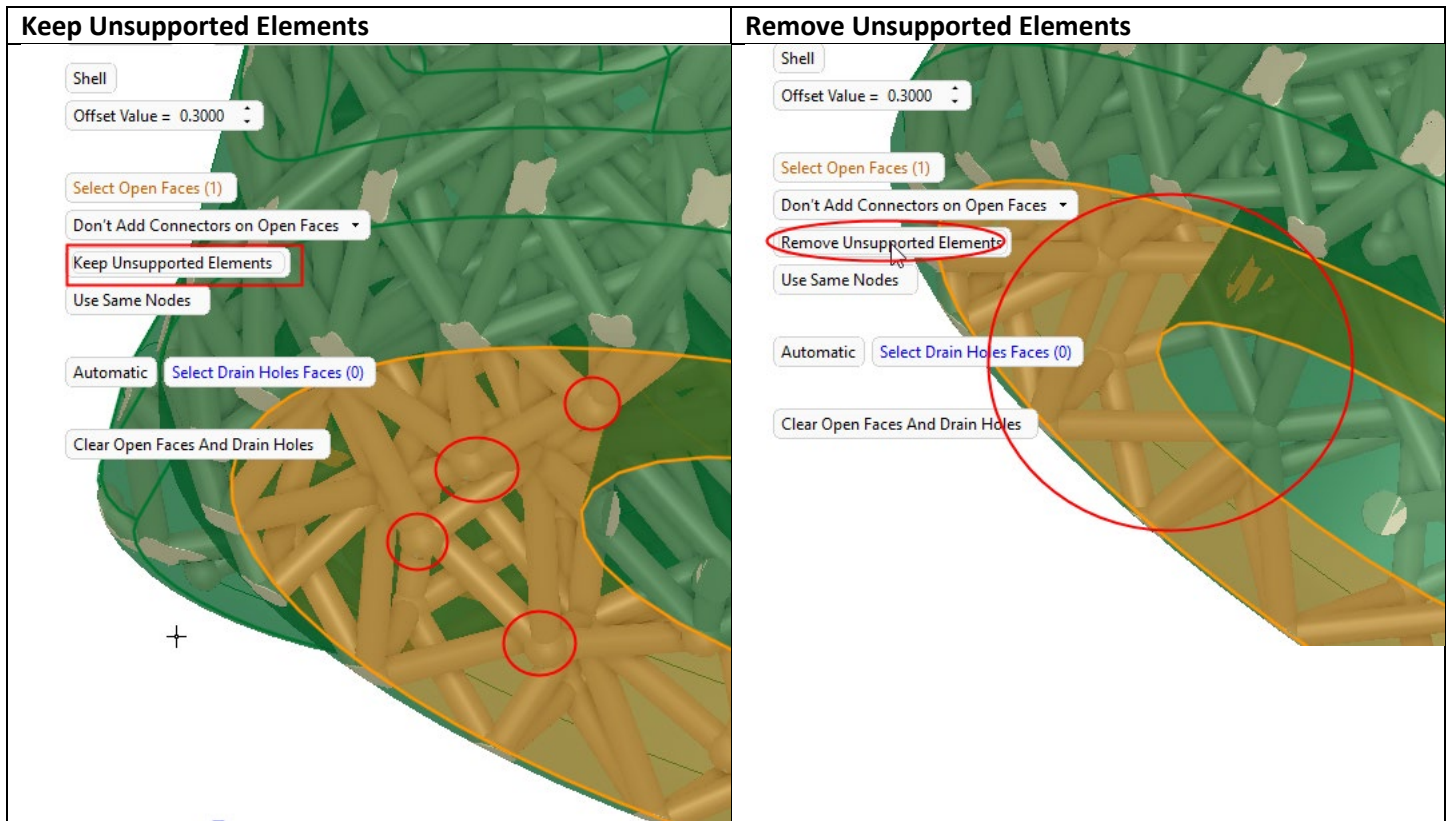 Keep Unsupported Elements
Shell
Offset Value = 0.3000
Select Open Faces (1)
Don't Add Connectors on Open Faces
Keep Unsupported Elements
Use Same Nodes
Automatic
Select Drain Holes Faces (0)
Clear Open Faces And Drain Holes
Remove Unsupported Elements
Shell
Offset Value = 0.3000
Select Open Faces (1)
Don't Add Connectors on Open Faces
Remove Unsupported Elements
Use Same Nodes
Automatic
Select Drain Holes Faces (0)
Clear Open Faces And Drain Holes